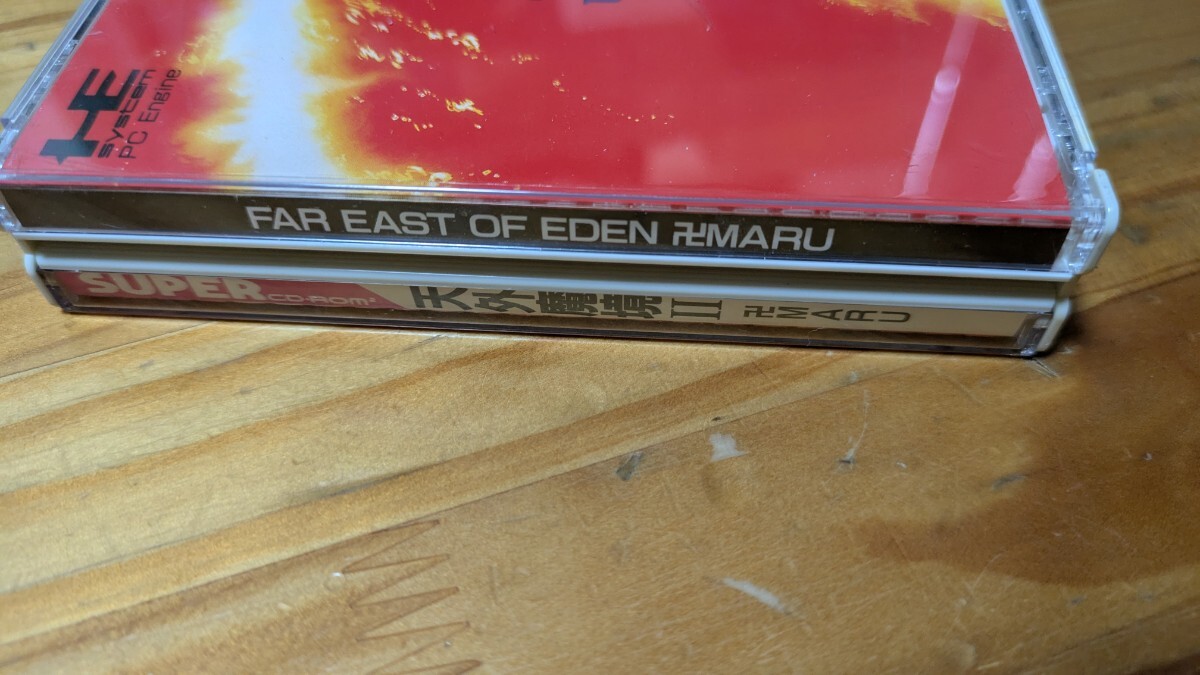 HE
system
PC Engine
FAR EAST OF EDEN 卍MARU
SUPER CD-ROM² 天外魔境II 卍MARU